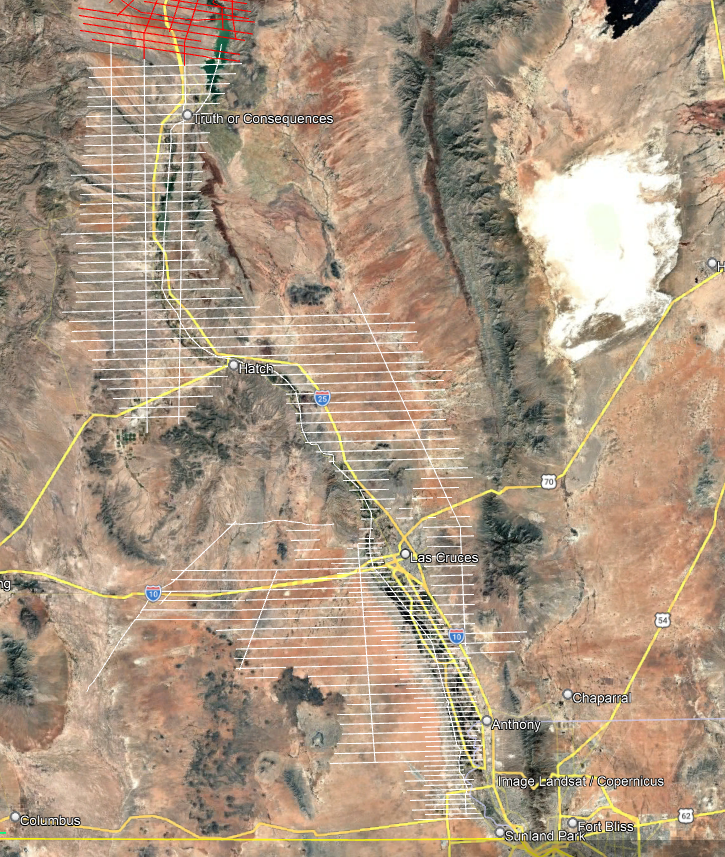 Truth or Consequences
H
Hatch
25
70
Las Cruces
ng
10
10
54
Chaparral
Anthony
Image Landsat / Copernicus
Columbus
62
Fort Bliss
Sunland Park